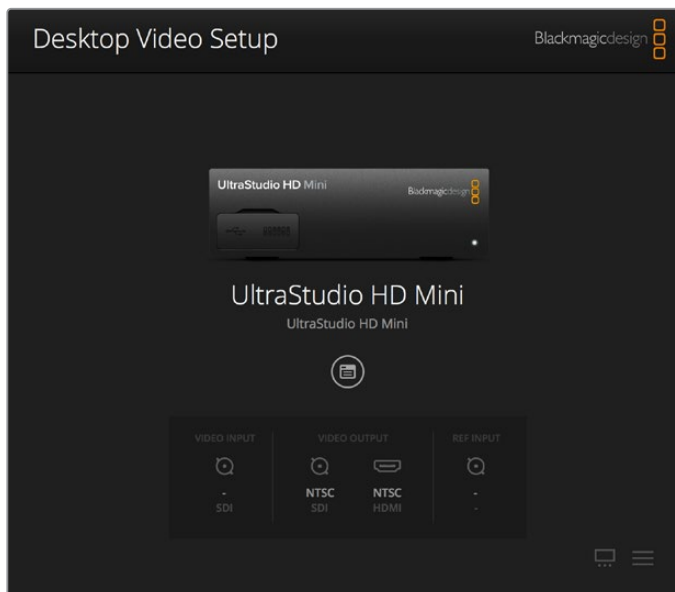 Desktop Video Setup
Blackmagicdesign
UltraStudio HD Mini
Blackmagicdesign
UltraStudio HD Mini
UltraStudio HD Mini
VIDEO INPUT
VIDEO OUTPUT
REF INPUT
-
NTSC
NTSC
-
SDI
SDI
HDMI
-